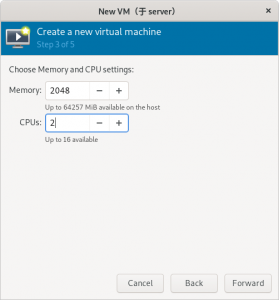 New VM（于 server）
Create a new virtual machine
Step 3 of 5
Choose Memory and CPU settings:
Memory: 2048
Up to 64257 MiB available on the host
CPUs: 2
Up to 16 available
Cancel Back Forward